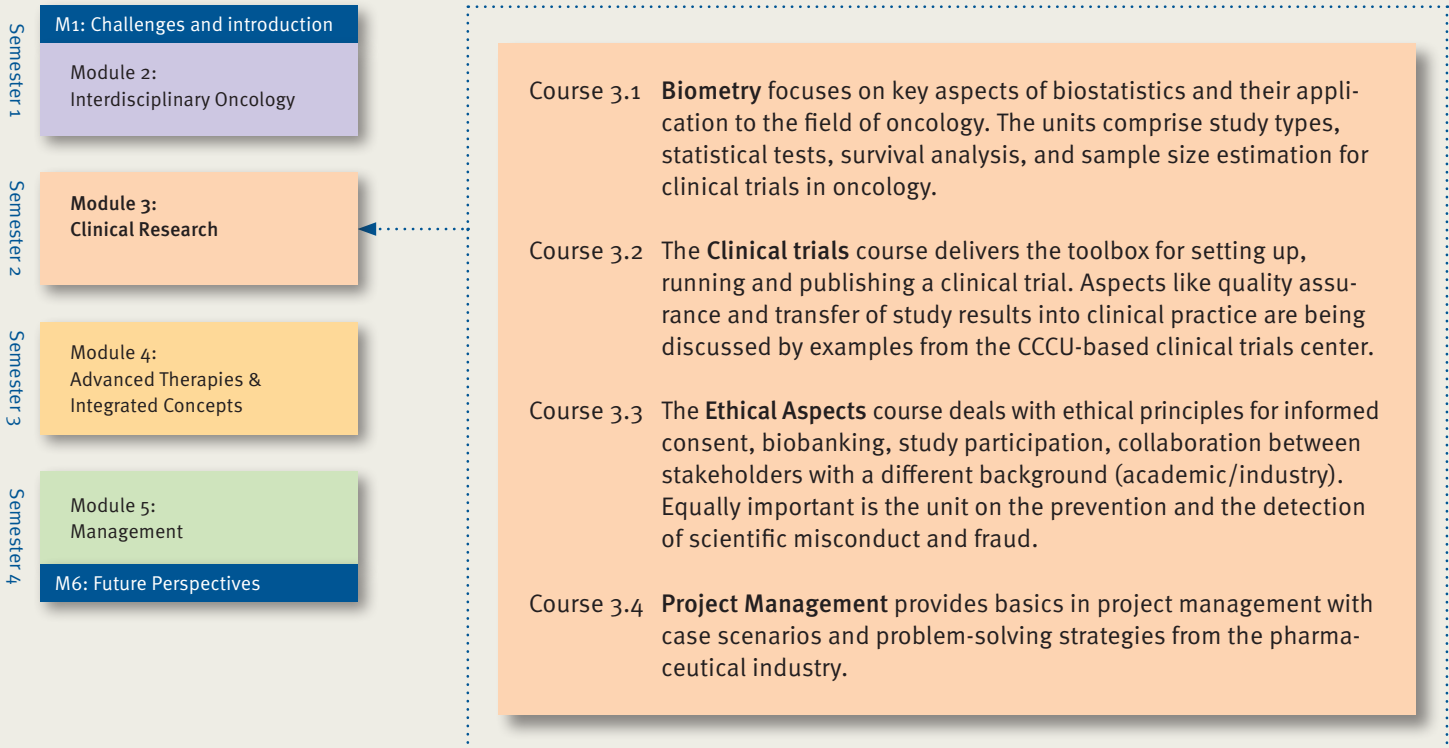 Semester 1
M1: Challenges and introduction
Module 2:
Interdisciplinary Oncology
Semester 2
Module 3:
Clinical Research
Semester 3
Module 4:
Advanced Therapies &
Integrated Concepts
Semester 4
Module 5:
Management
M6: Future Perspectives
Course 3.1 Biometry focuses on key aspects of biostatistics and their appli-
cation to the field of oncology. The units comprise study types,
statistical tests, survival analysis, and sample size estimation for
clinical trials in oncology.
Course 3.2 The Clinical trials course delivers the toolbox for setting up,
running and publishing a clinical trial. Aspects like quality assu-
rance and transfer of study results into clinical practice are being
discussed by examples from the CCCU-based clinical trials center.
Course 3.3 The Ethical Aspects course deals with ethical principles for informed
consent, biobanking, study participation, collaboration between
stakeholders with a different background (academic/industry).
Equally important is the unit on the prevention and the detection
of scientific misconduct and fraud.
Course 3.4 Project Management provides basics in project management with
case scenarios and problem-solving strategies from the pharma-
ceutical industry.